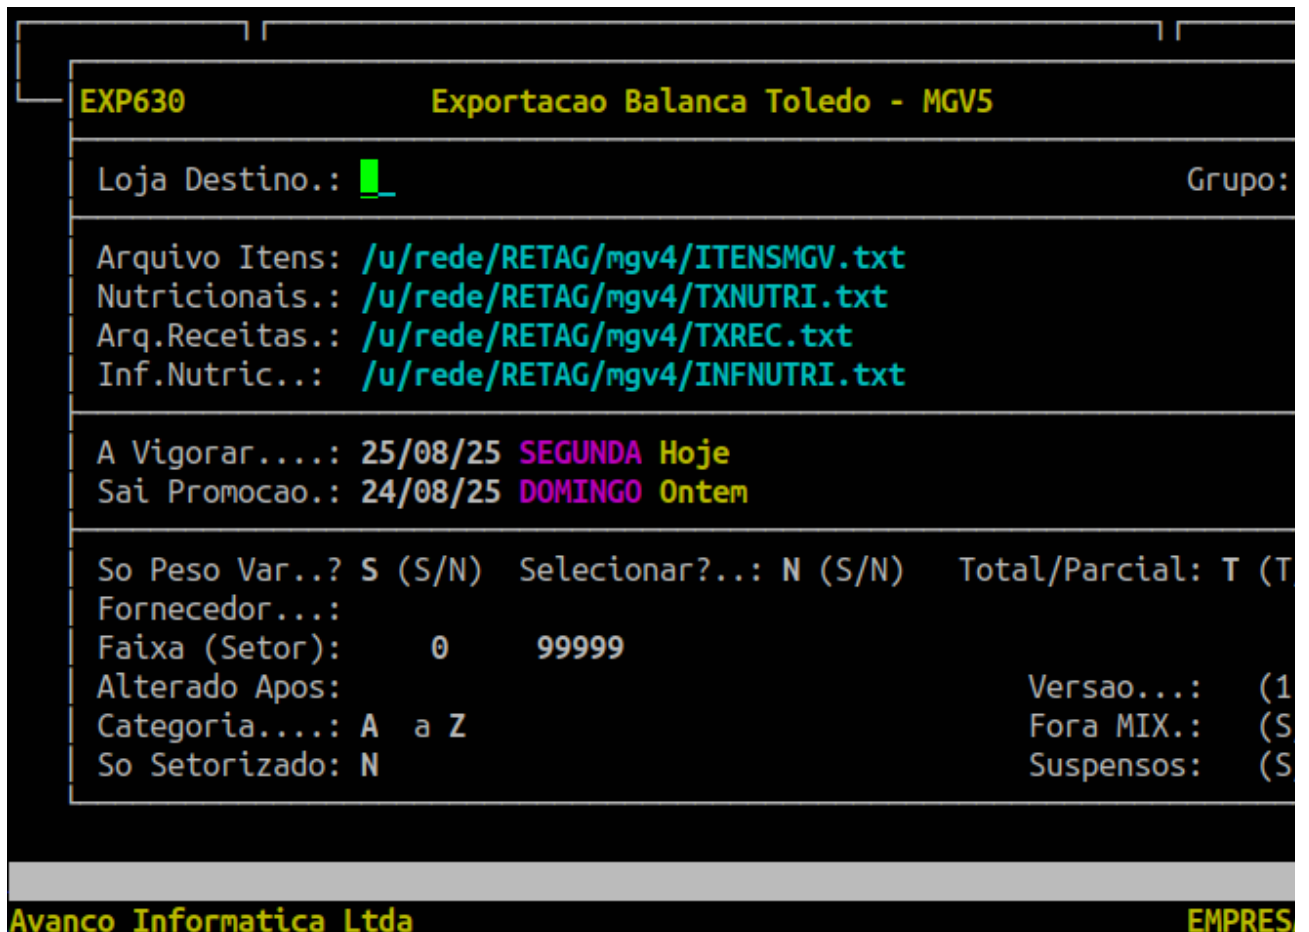 EXP630 Exportacao Balanca Toledo - MGV5
Loja Destino.: Grupo:
Arquivo Itens: /u/rede/RETAG/mgv4/ITENSMGV.txt
Nutricionais.: /u/rede/RETAG/mgv4/TXNUTRI.txt
Arq.Receitas.: /u/rede/RETAG/mgv4/TXREC.txt
Inf.Nutric..: /u/rede/RETAG/mgv4/INFNUTRI.txt
A Vigorar....: 25/08/25 SEGUNDA Hoje
Sai Promocao.: 24/08/25 DOMINGO Ontem
So Peso Var..? S (S/N) Selecionar?..: N (S/N) Total/Parcial: T (T
Fornecedor...:
Faixa (Setor): 0 99999
Alterado Apos: Versao...: (1
Categoria....: A a Z Fora MIX.: (S
So Setorizado: N Suspensos: (S
Avanco Informatica Ltda EMPRES